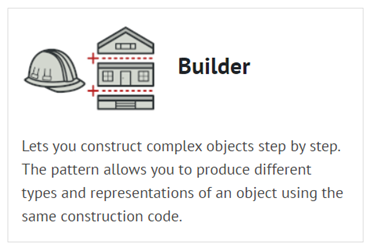 Builder
Lets you construct complex objects step by step.
The pattern allows you to produce different
types and representations of an object using the
same construction code.